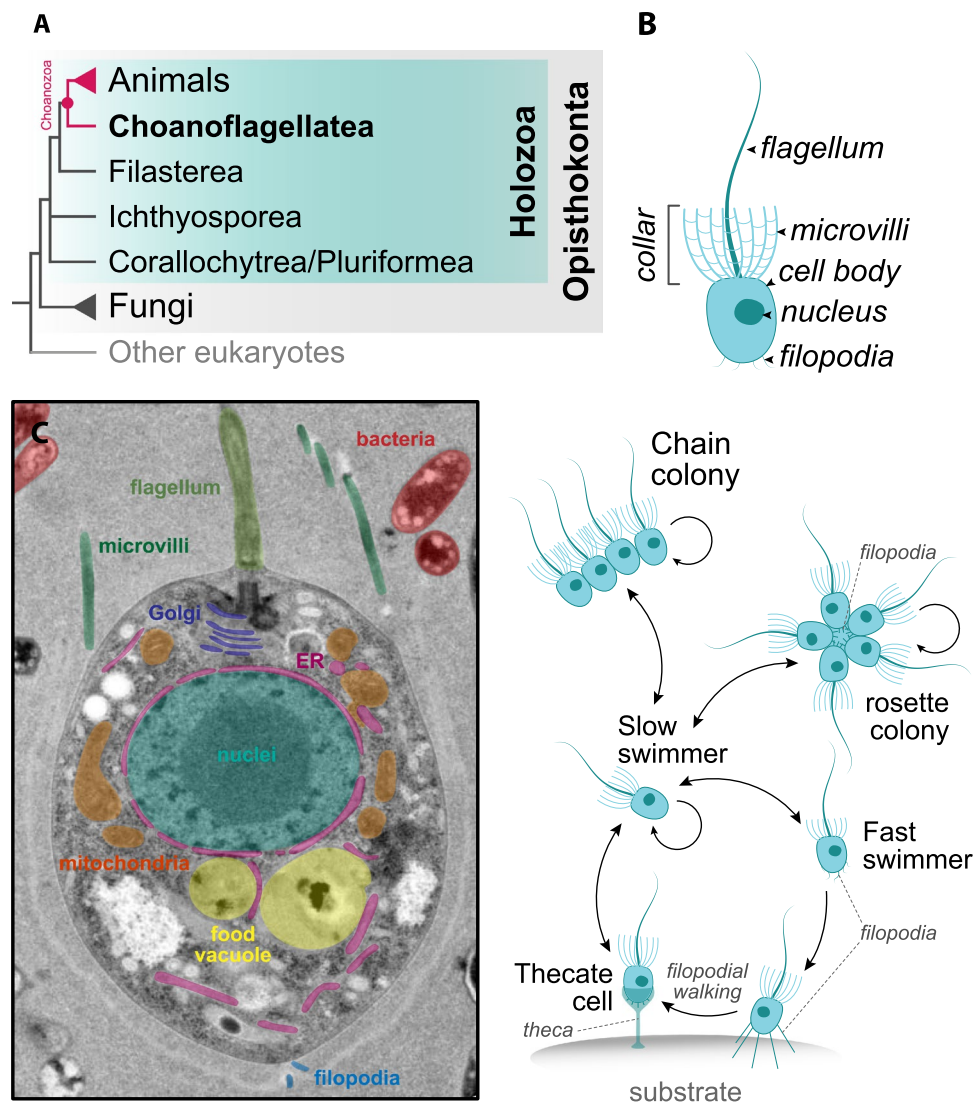 A
Choanozoa
Animals
Choanoflagellatea
Filasterea
Ichthyosporea
Corallochytrea/Pluriformea
Fungi
Other eukaryotes
Holozoa
Opisthokonta
B
flagellum
collar
microvilli
cell body
nucleus
filopodia
C
bacteria
flagellum
microvilli
Golgi
ER
nuclei
mitochondria
food
vacuole
filopodia
Chain
colony
filopodia
rosette
colony
Slow
swimmer
Fast
swimmer
filopodia
Thecate
cell
filopodial
walking
theca
substrate